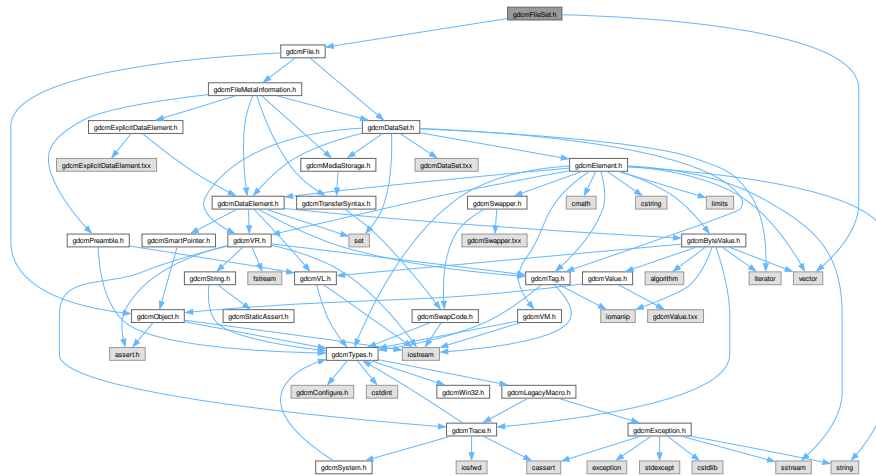 gdcmFileSet.h
gdcmFile.h
gdcmFileMetaInformation.h
gdcmExplicitDataElement.h
gdcmDataSet.h
gdcmExplicitDataElement.txx
gdcmMediaStorage.h
gdcmDataSet.txx
gdcmElement.h
gdcmDataElement.h
gdcmTransferSyntax.h
gdcmSwapper.h
cmath
cstring
limits
gdcmPreamble.h
gdcmSmartPointer.h
gdcmVR.h
set
gdcmSwapper.txx
gdcmByteValue.h
gdcmString.h
fstream
gdcmVL.h
gdcmTag.h
gdcmValue.h
algorithm
iterator
vector
gdcmObject.h
gdcmStaticAssert.h
gdcmSwapCode.h
gdcmVM.h
iomanip
gdcmValue.txx
assert.h
gdcmTypes.h
iostream
gdcmConfigure.h
cstdint
gdcmWin32.h
gdcmLegacyMacro.h
gdcmTrace.h
gdcmException.h
gdcmSystem.h
iosfwd
cassert
exception
stdexcept
cstdlib
sstream
string